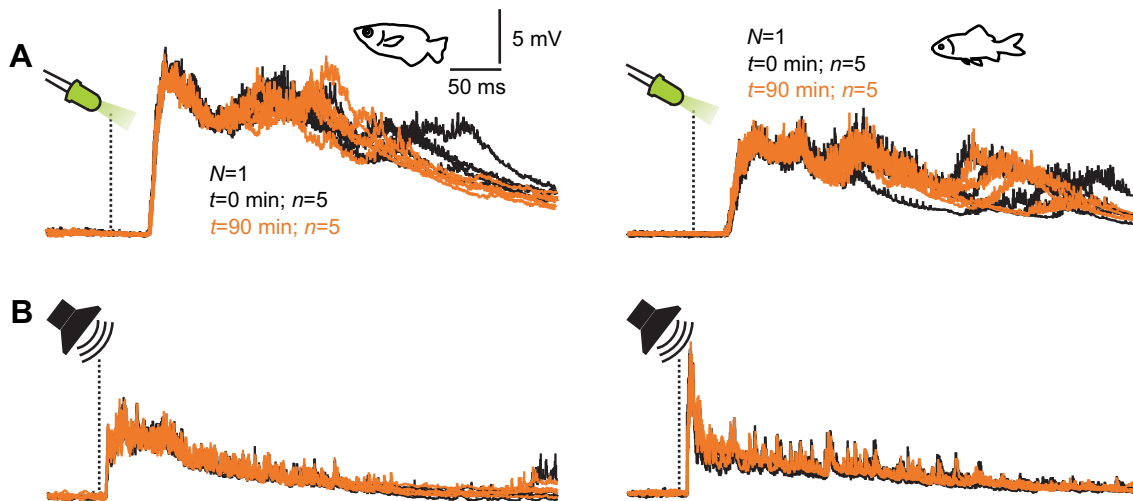 A
5 mV
50 ms
N=1
t=0 min; n=5
t=90 min; n=5
N=1
t=0 min; n=5
t=90 min; n=5
B